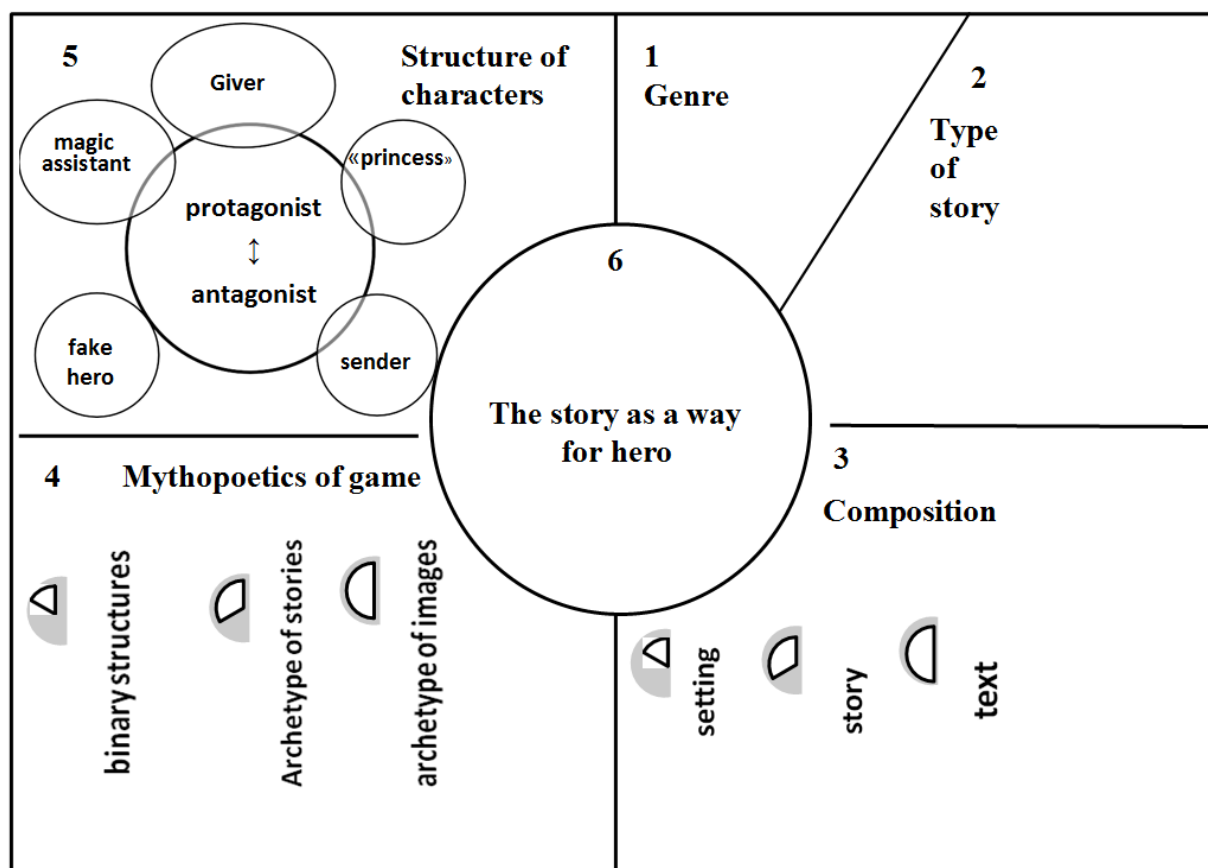 5
Structure of
characters
Giver
magic
assistant
«princess»
protagonist
↕
antagonist
fake
hero
sender
1
Genre
2
Type
of
story
6
The story as a way
for hero
4
Mythopoetics of game
binary structures
Archetype of stories
archetype of images
3
Composition
setting
story
text